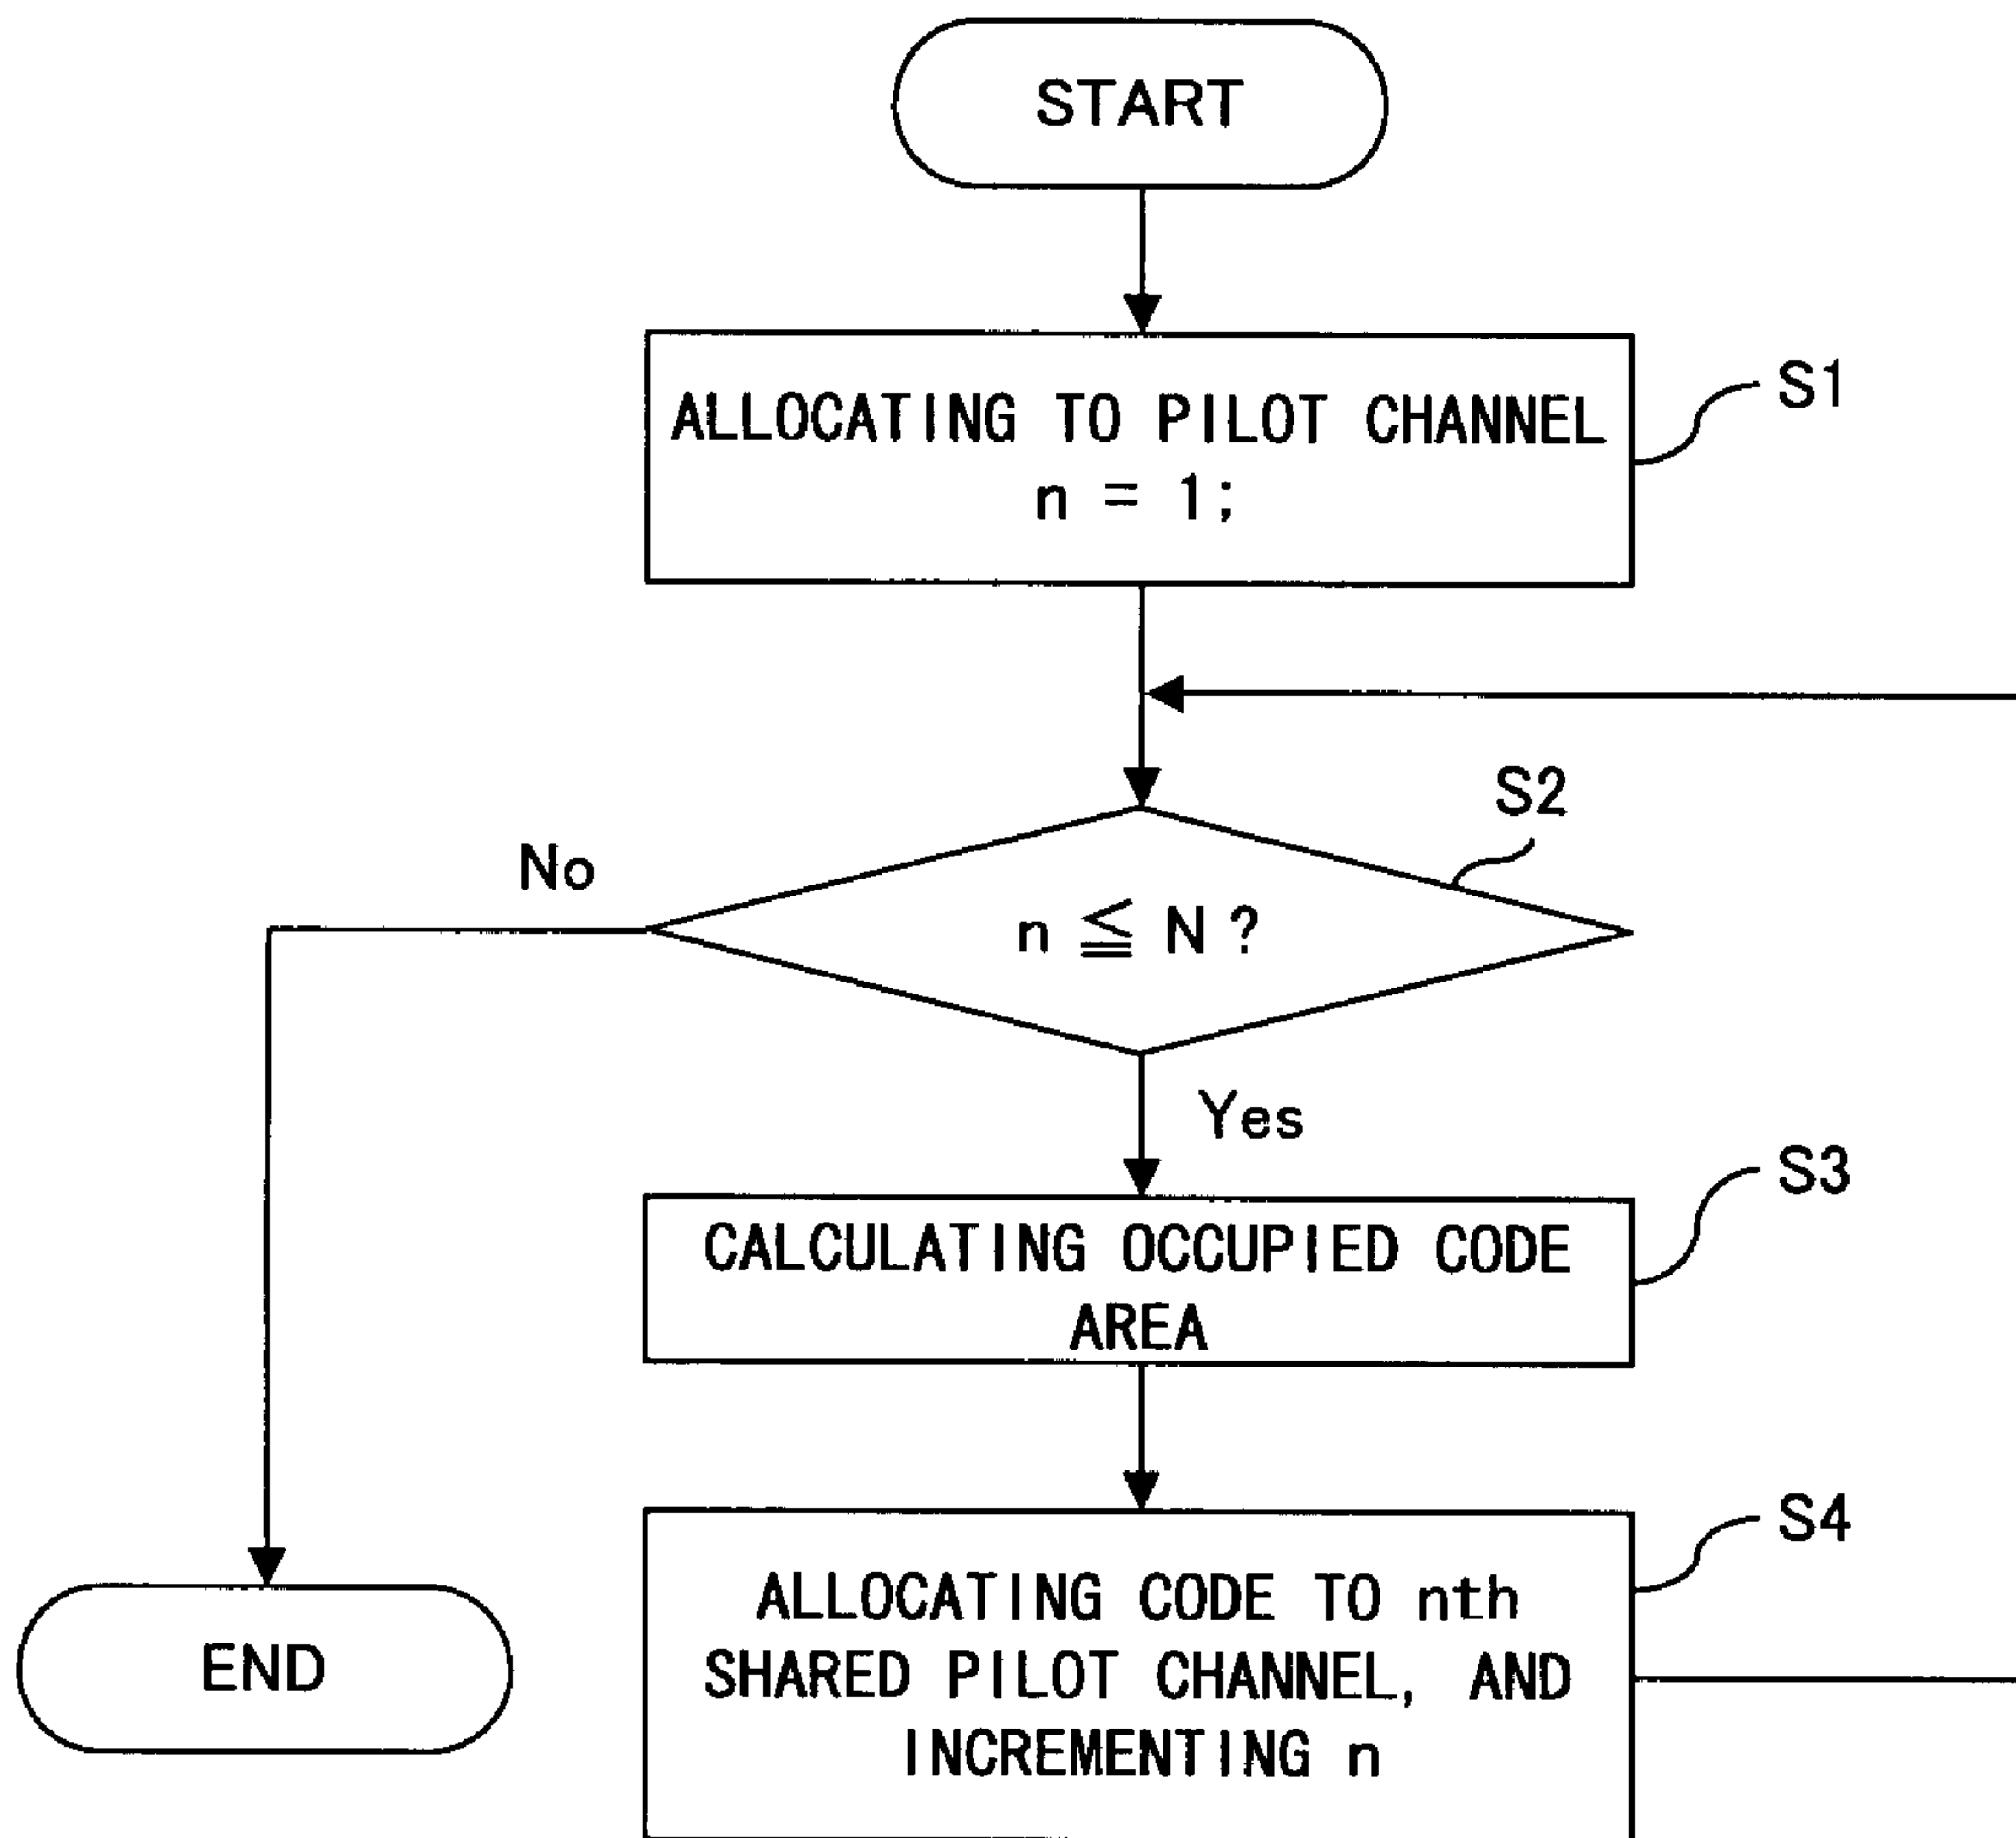 START
ALLOCATING TO PILOT CHANNEL
n = 1;
S1
S2
No
n ≦ N ?
Yes
S3
CALCULATING OCCUPIED CODE
AREA
S4
ALLOCATING CODE TO nth
SHARED PILOT CHANNEL, AND
INCREMENTING n
END